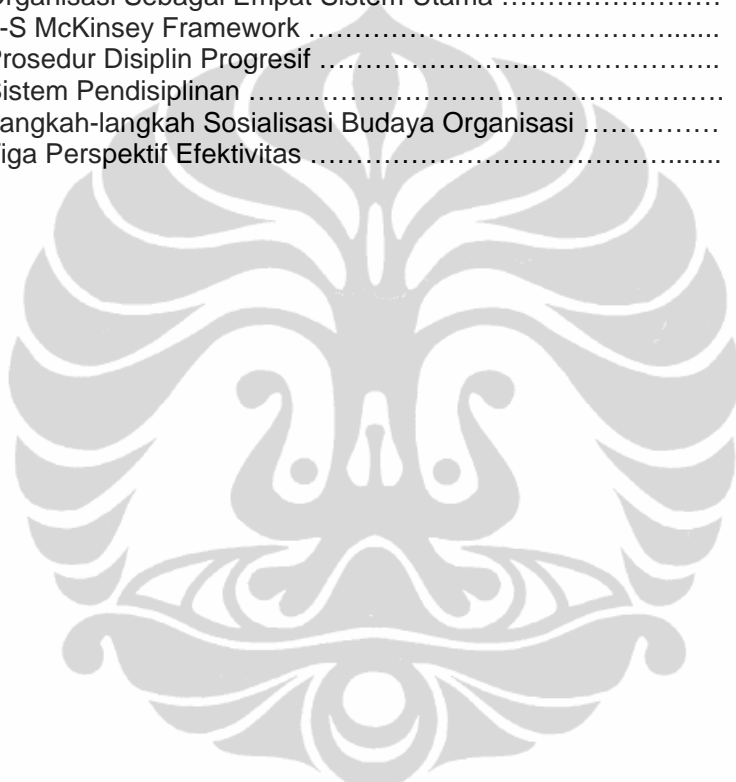 Organisasi Sebagai Empat Sistem Utama ……………………
-S McKinsey Framework ………………………………….......
Prosedur Disiplin Progresif ……………………………………..
Sistem Pendisiplinan …………………………………………….
angkah-langkah Sosialisasi Budaya Organisasi ……………
iga Perspektif Efektivitas ………………………………….......